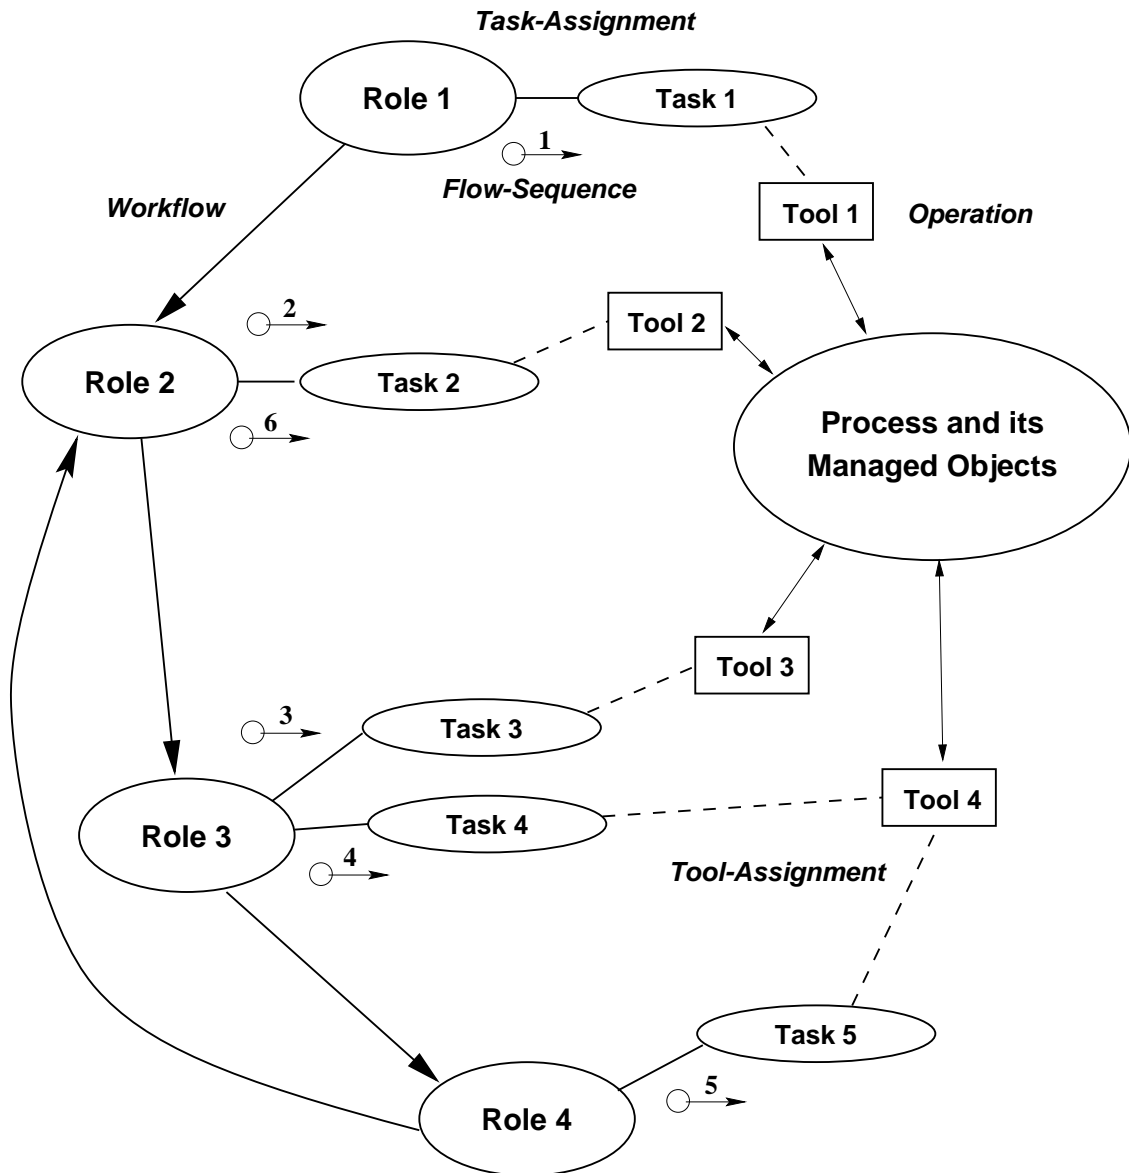 Task-Assignment
Role 1
Task 1
1
Flow-Sequence
Workflow
Tool 1
Operation
2
Tool 2
Role 2
Task 2
6
Process and its
Managed Objects
Tool 3
3
Task 3
Tool 4
Role 3
Task 4
4
Tool-Assignment
Task 5
5
Role 4